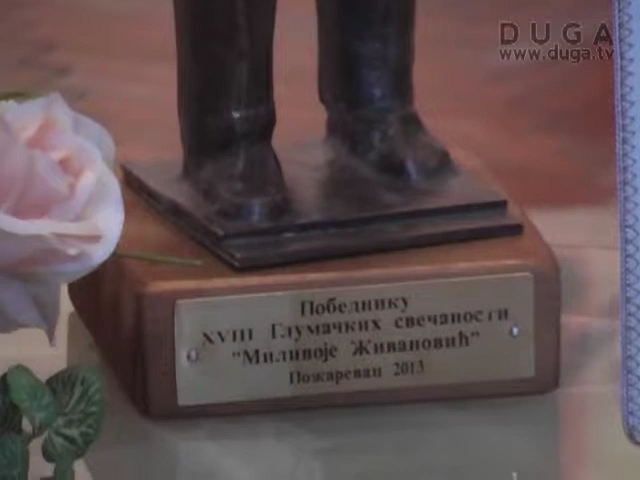 DUGA
www.duga.tv
Победнику
XVIII Глумачких свечаности
"Миливоје Живановић"
Пожаревац 2013